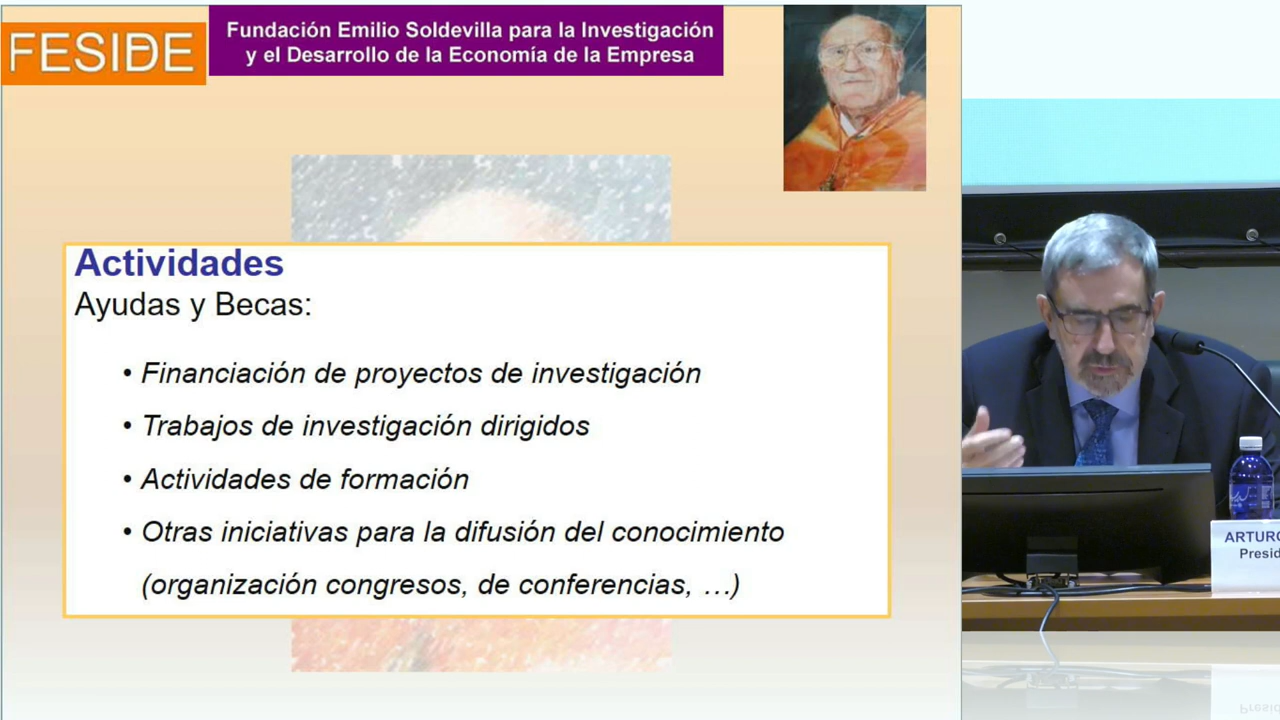 FESIDE
Fundación Emilio Soldevilla para la Investigación
y el Desarrollo de la Economía de la Empresa
Actividades
Ayudas y Becas:
• Financiación de proyectos de investigación
• Trabajos de investigación dirigidos
• Actividades de formación
• Otras iniciativas para la difusión del conocimiento
(organización congresos, de conferencias, …)
ARTURO
Presid